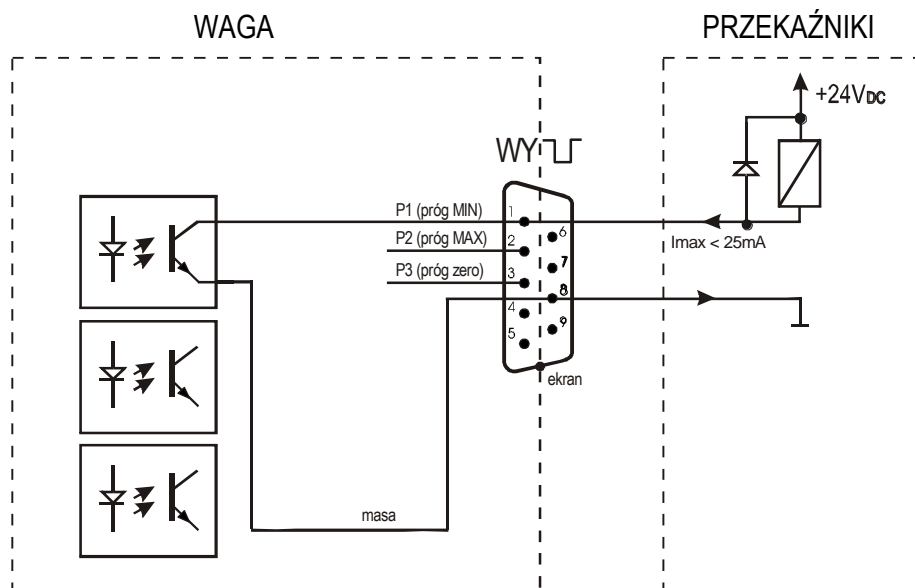 WAGA
PRZEKAŹNIKI
+24VDC
WY
P1 (próg MIN)
P2 (próg MAX)
P3 (próg zero)
1
2
3
4
5
6
7
8
9
Imax < 25mA
ekran
masa